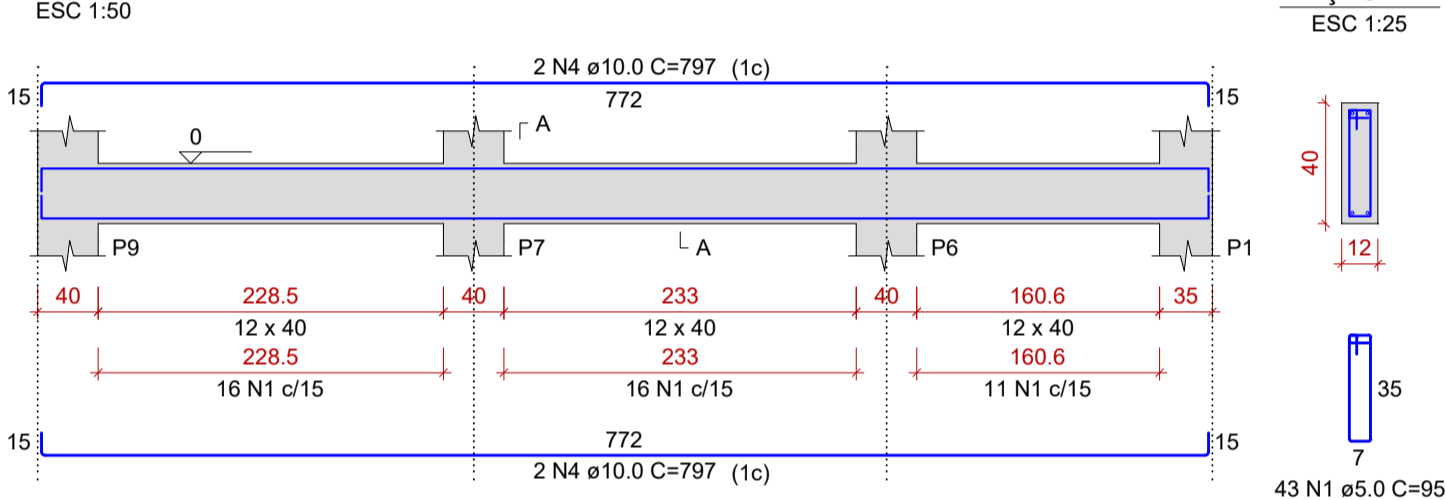 ESC 1:50
ESC 1:25
2 N4 ø10.0 C=797 (1c)
15
772
15
A
0
40
P9
P7
A
P6
P1
12
40
228.5
40
233
40
160.6
35
12 x 40
12 x 40
12 x 40
228.5
233
160.6
16 N1 c/15
16 N1 c/15
11 N1 c/15
35
15
772
15
2 N4 ø10.0 C=797 (1c)
7
43 N1 ø5.0 C=95